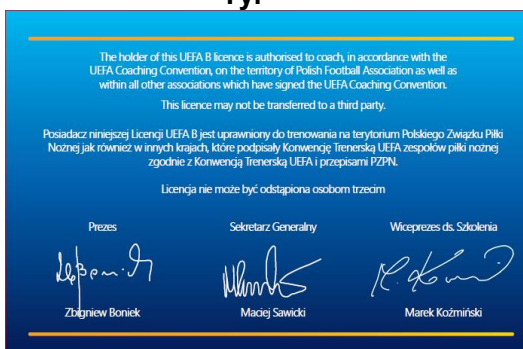 The holder of this UEFA B licence is authorised to coach, in accordance with the
UEFA Coaching Convention, on the territory of Polish Football Association as well as
within all other associations which have signed the UEFA Coaching Convention.
This licence may not be transferred to a third party.
Posiadacz niniejszej Licencji UEFA B jest uprawniony do trenowania na terytorium Polskiego Związku Piłki
Nożnej jak również w innych krajach, które podpisały Konwencję Trenerską UEFA zespołów piłki nożnej
zgodnie z Konwencją Trenerską UEFA i przepisami PZPN.
Licencja nie może być odstąpiona osobom trzecim
Prezes Sekretarz Generalny Wiceprezes ds. Szkolenia
Zbigniew Boniek Maciej Sawicki Marek Koźmiński